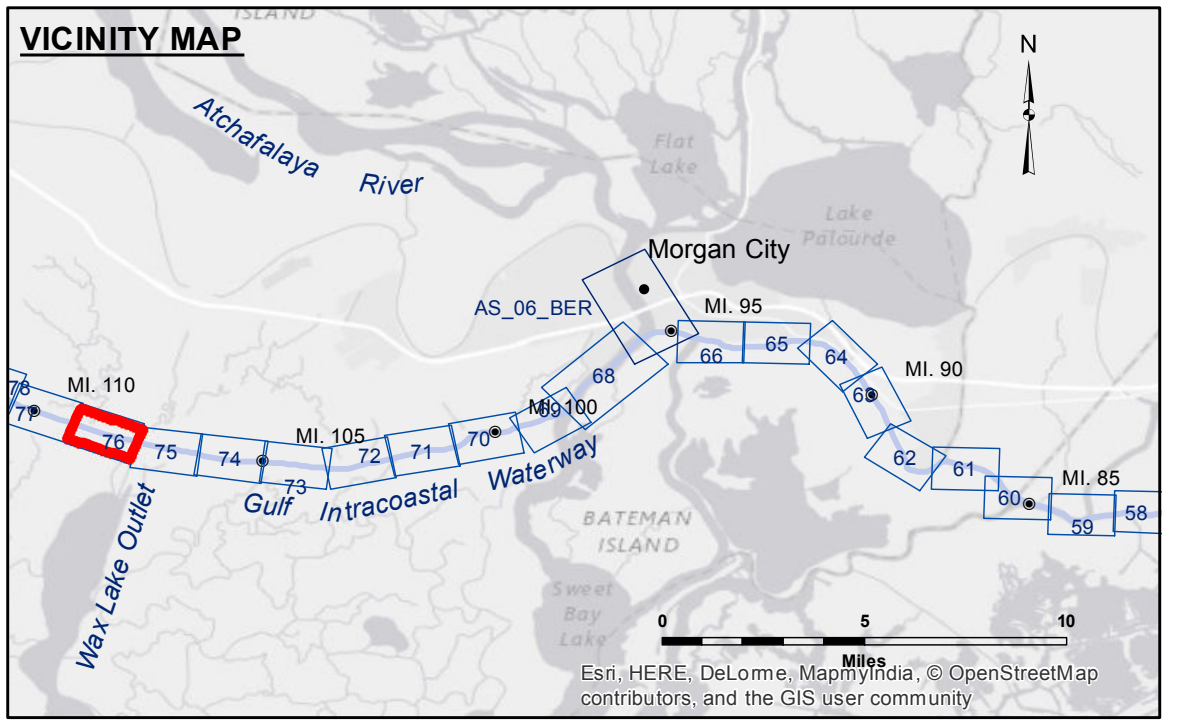 ISLAND
VICINITY MAP
N
Atchafalaya
River
Flat
Lake
Lake
Palourde
Morgan City
AS_06_BER
MI. 95
66
65
64
MI. 90
63
68
MI. 110
78
77
76
75
74
MI. 105
73
72
71
70
69
MI. 100
62
61
60
MI. 85
59
58
Gulf
Intracoastal
Waterway
Wax Lake Outlet
BATEMAN
ISLAND
Sweet
Bay
Lake
0 5 10
Miles
Esri, HERE, DeLorme, MapmyIndia, © OpenStreetMap
contributors, and the GIS user community